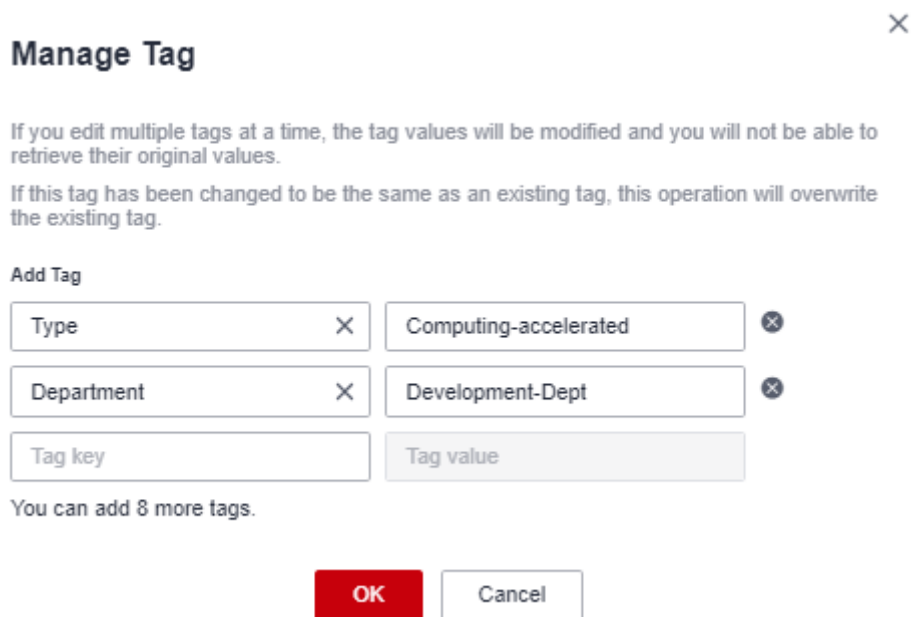 Manage Tag
If you edit multiple tags at a time, the tag values will be modified and you will not be able to
retrieve their original values.
If this tag has been changed to be the same as an existing tag, this operation will overwrite
the existing tag.
Add Tag
Type Computing-accelerated
Department Development-Dept
Tag key Tag value
You can add 8 more tags.
OK Cancel